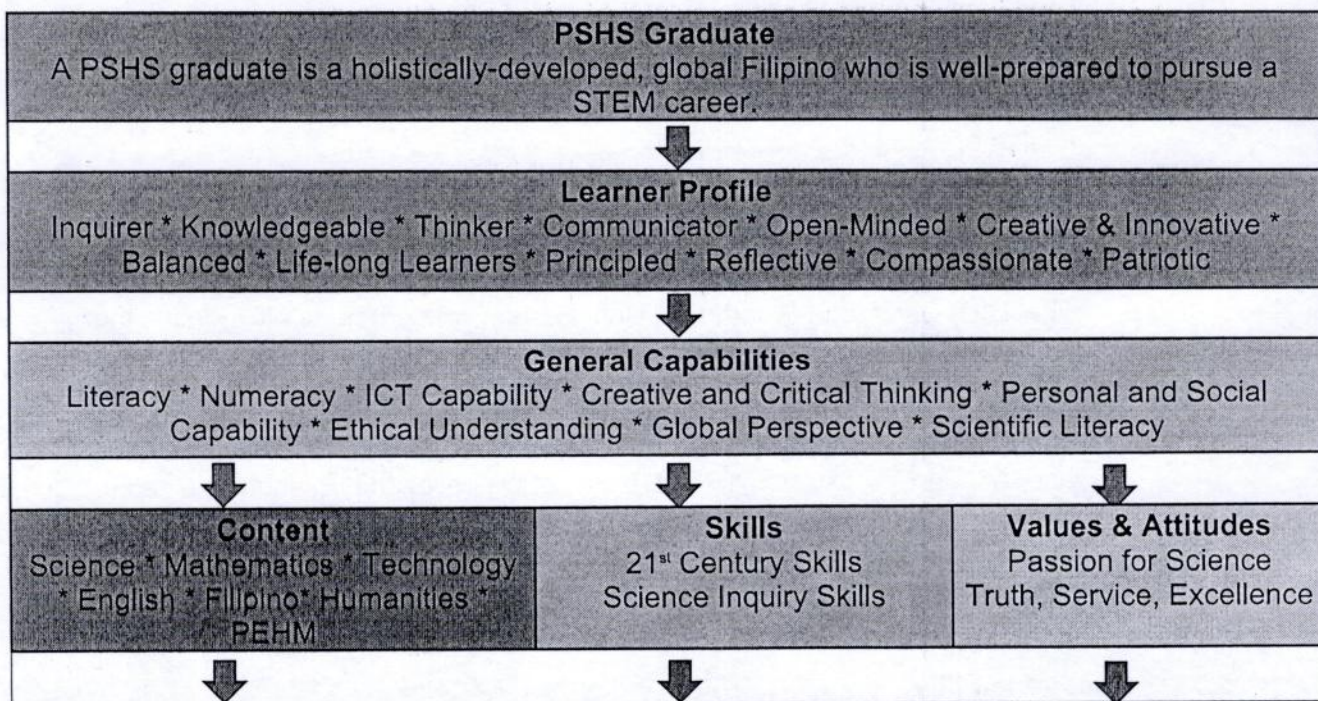 PSHS Graduate
A PSHS graduate is a holistically-developed, global Filipino who is well-prepared to pursue a
STEM career.
Learner Profile
Inquirer * Knowledgeable * Thinker * Communicator * Open-Minded * Creative & Innovative *
Balanced * Life-long Learners * Principled * Reflective * Compassionate * Patriotic
General Capabilities
Literacy * Numeracy * ICT Capability * Creative and Critical Thinking * Personal and Social
Capability * Ethical Understanding * Global Perspective * Scientific Literacy
Content
Science * Mathematics * Technology
* English * Filipino* Humanities *
PEHM
Skills
21st Century Skills
Science Inquiry Skills
Values & Attitudes
Passion for Science
Truth, Service, Excellence